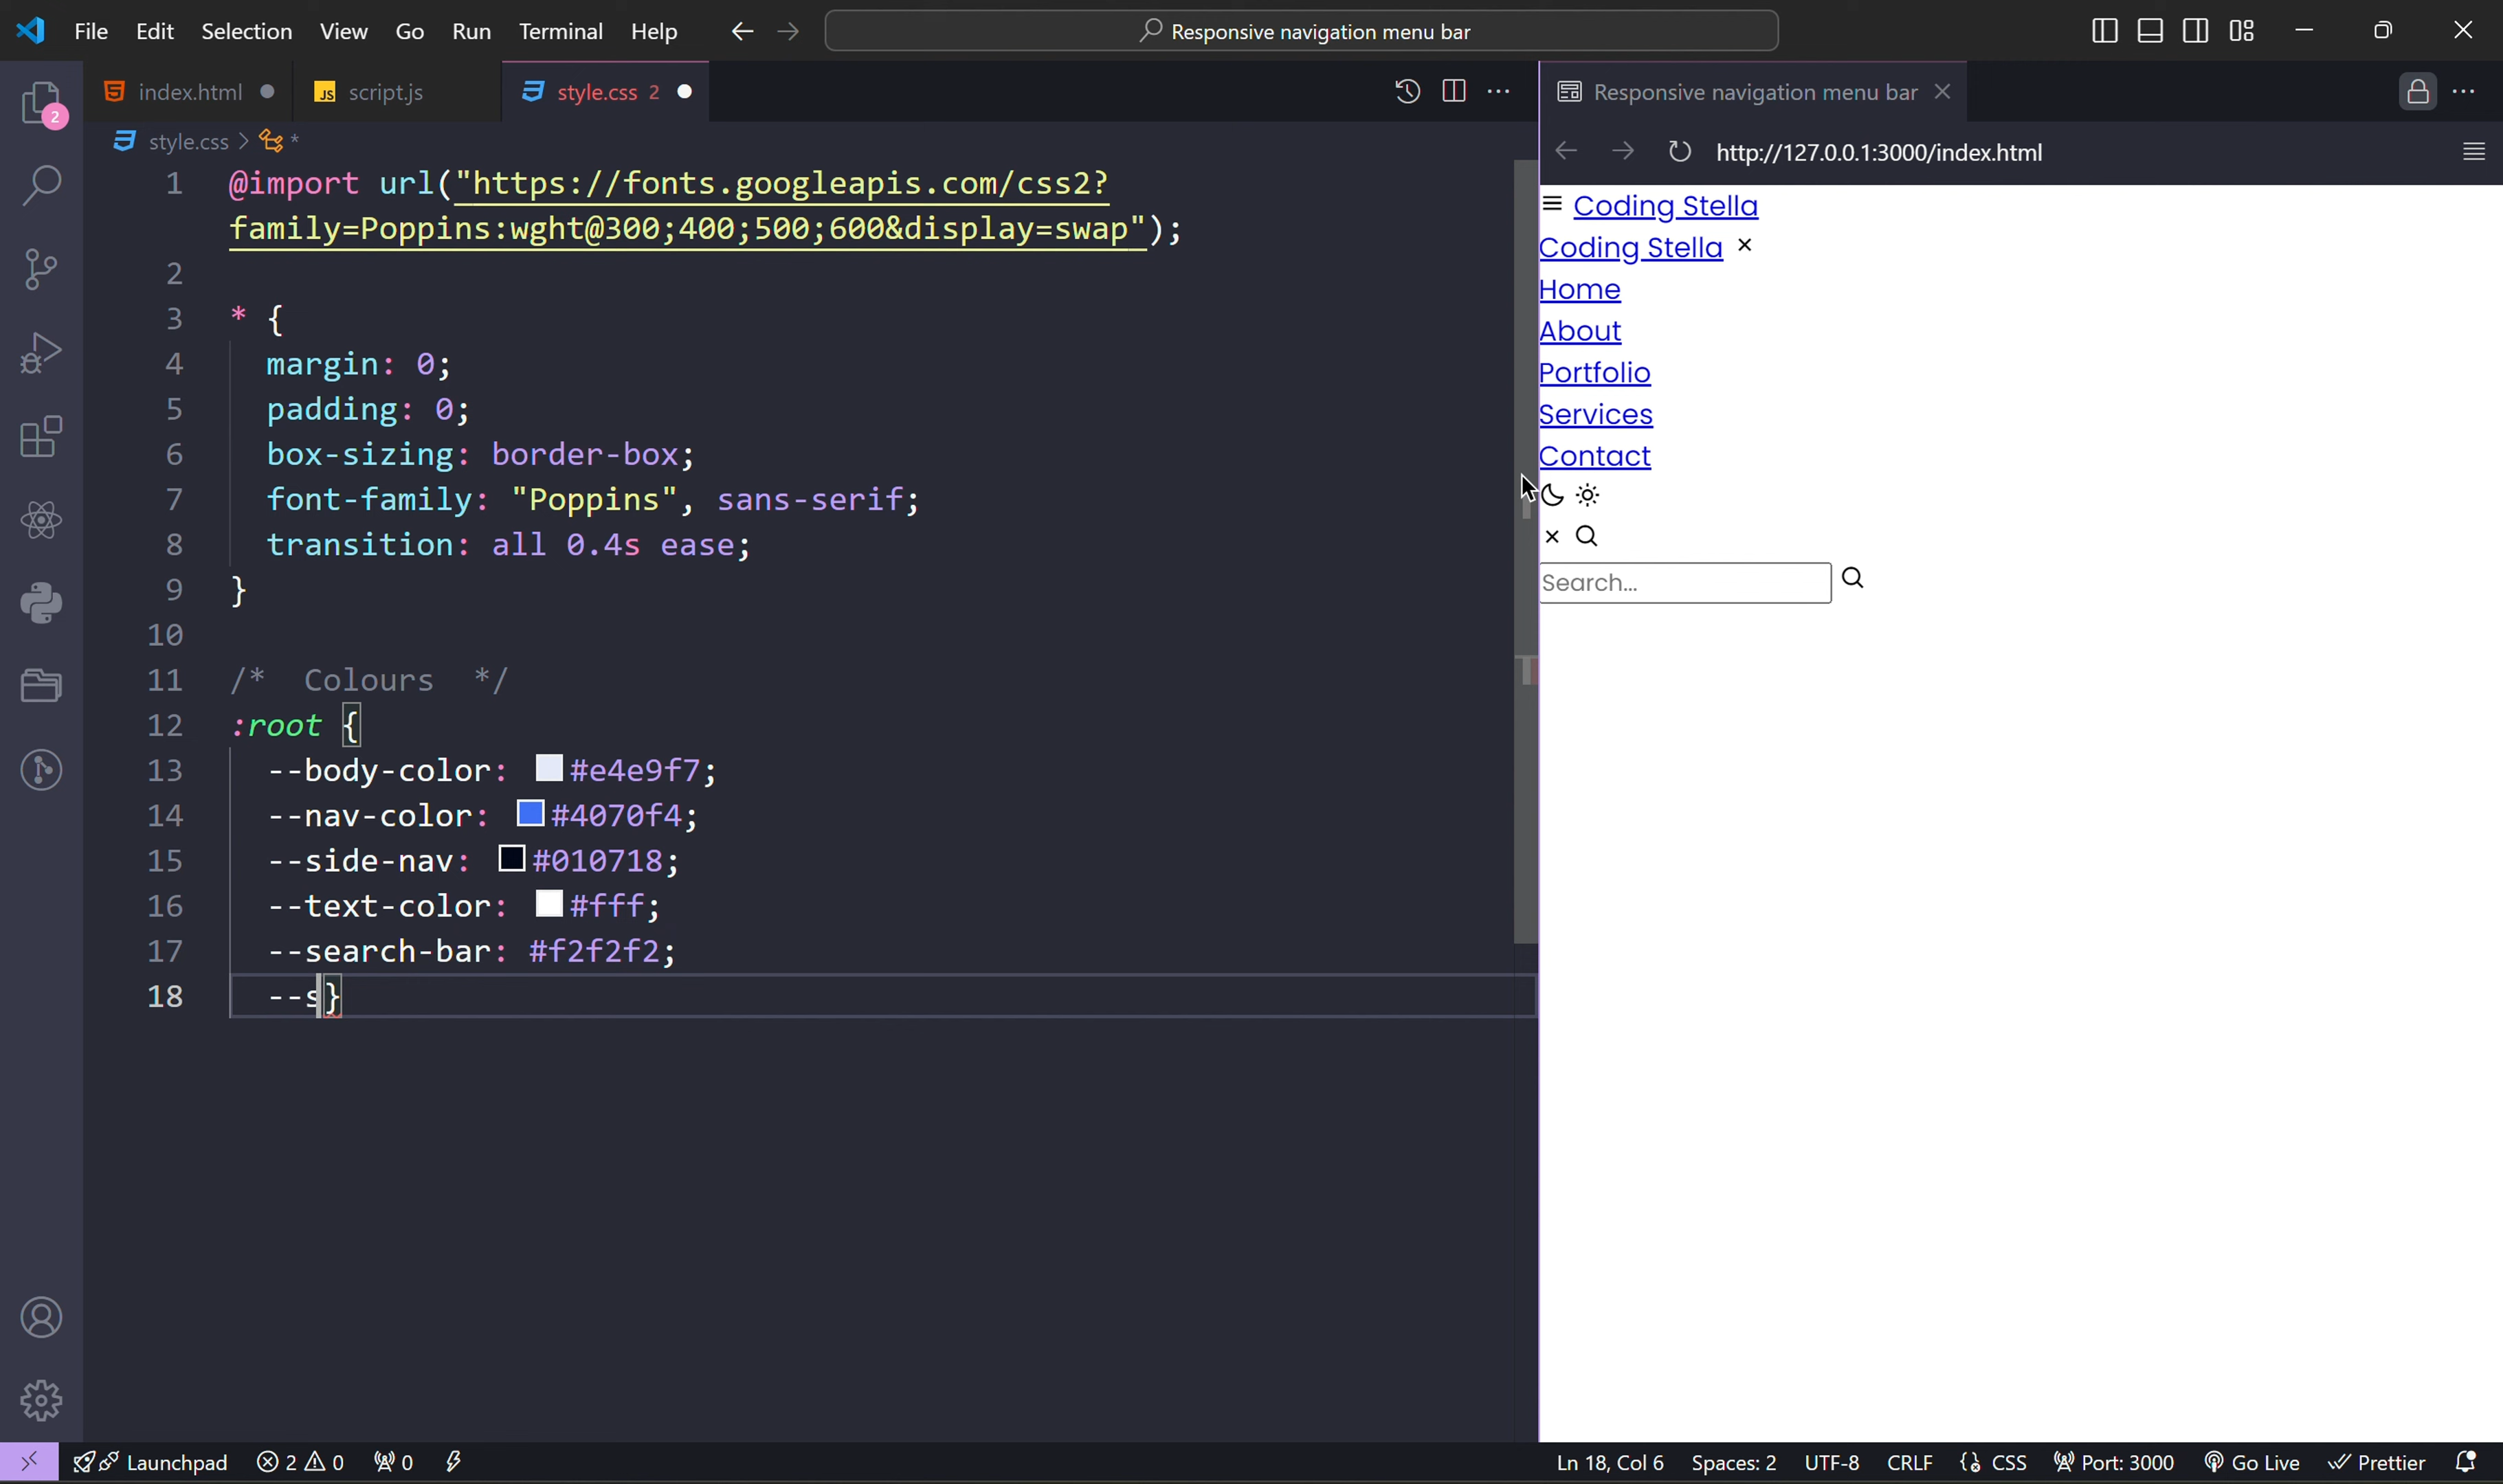 File Edit Selection View Go Run Terminal Help
Responsive navigation menu bar
index.html
JS script.js
style.css 2
2
style.css > *
1 @import url("https://fonts.googleapis.com/css2?
family=Poppins:wght@300;400;500;600&display=swap");
2
3 * {
4 margin: 0;
5 padding: 0;
6 box-sizing: border-box;
7 font-family: "Poppins", sans-serif;
8 transition: all 0.4s ease;
9 }
10
11 /* Colours */
12 :root {
13 --body-color: #e4e9f7;
14 --nav-color: #4070f4;
15 --side-nav: #010718;
16 --text-color: #fff;
17 --search-bar: #f2f2f2;
18 --s}
Responsive navigation menu bar
http://127.0.0.1:3000/index.html
Coding Stella
Coding Stella ×
Home
About
Portfolio
Services
Contact
×
Search...
Launchpad 2 0 0
Ln 18, Col 6 Spaces: 2 UTF-8 CRLF CSS Port: 3000 Go Live Prettier